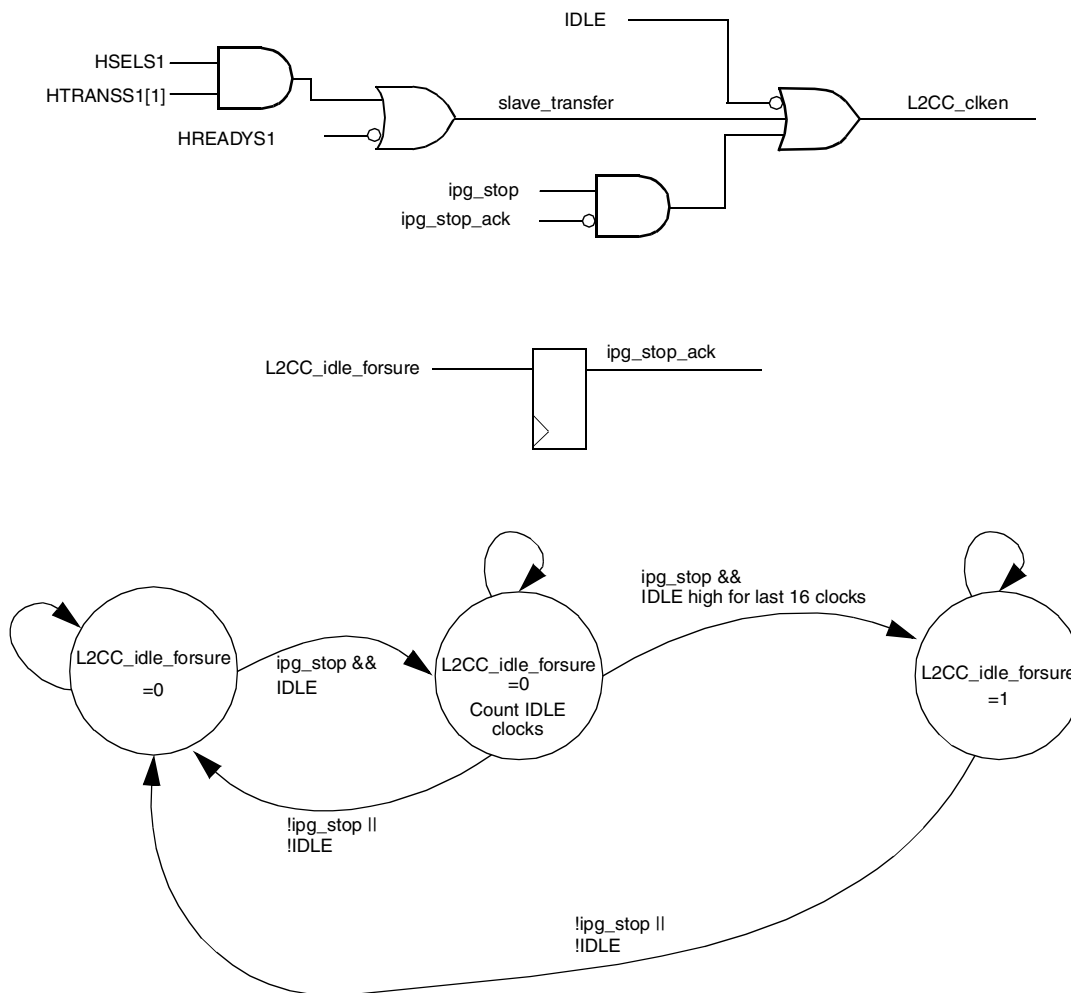 IDLE
HSELS1
HTRANSS1[1]
HREADYS1
slave_transfer
L2CC_clken
ipg_stop
ipg_stop_ack
L2CC_idle_forsure
ipg_stop_ack
L2CC_idle_forsure
=0
ipg_stop &&
IDLE
L2CC_idle_forsure
=0
Count IDLE
clocks
ipg_stop &&
IDLE high for last 16 clocks
L2CC_idle_forsure
=1
!ipg_stop ||
!IDLE
!ipg_stop ||
!IDLE